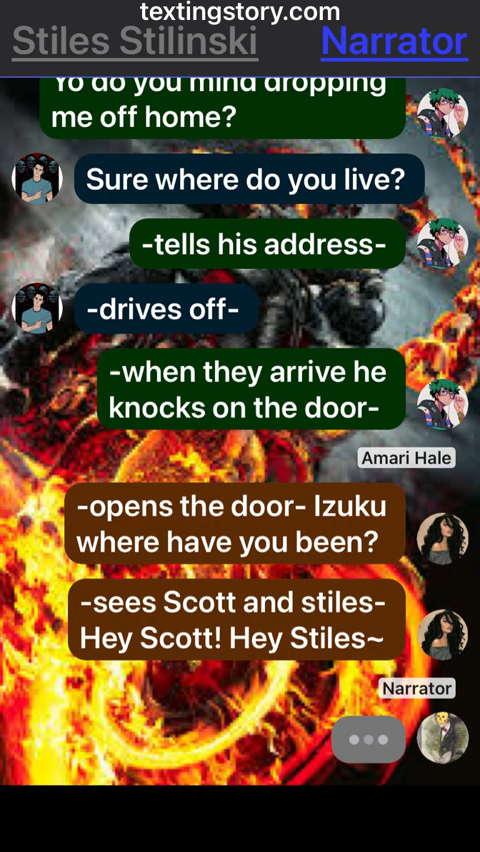 textingstory.com
Stiles Stilinski
Narrator
Yo do you mind dropping
me off home?
Sure where do you live?
-tells his address-
-drives off-
-when they arrive he
knocks on the door-
Amari Hale
-opens the door- Izuku
where have you been?
-sees Scott and stiles-
Hey Scott! Hey Stiles~
Narrator